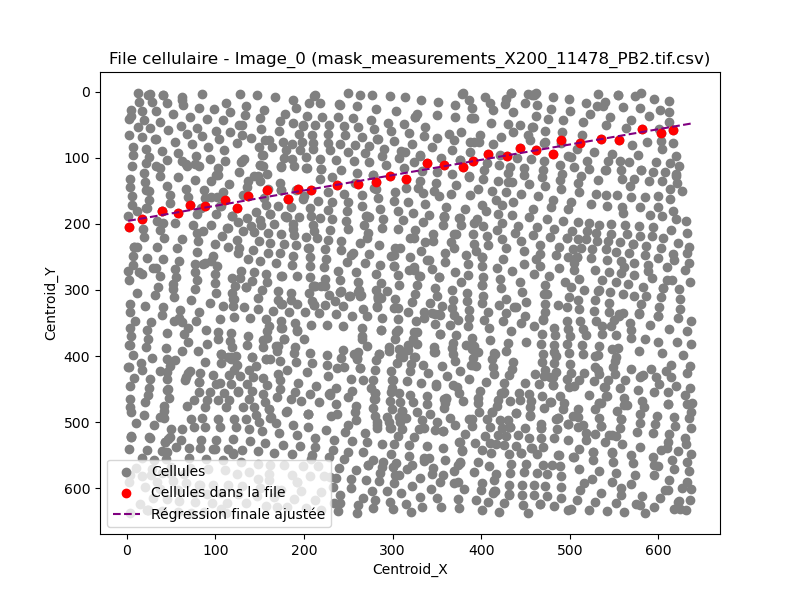 File cellulaire - Image_0 (mask_measurements_X200_11478_PB2.tif.csv)
0
100
200
300
400
500
600
Centroid_Y
Cellules
Cellules dans la file
Régression finale ajustée
0 100 200 300 400 500 600
Centroid_X